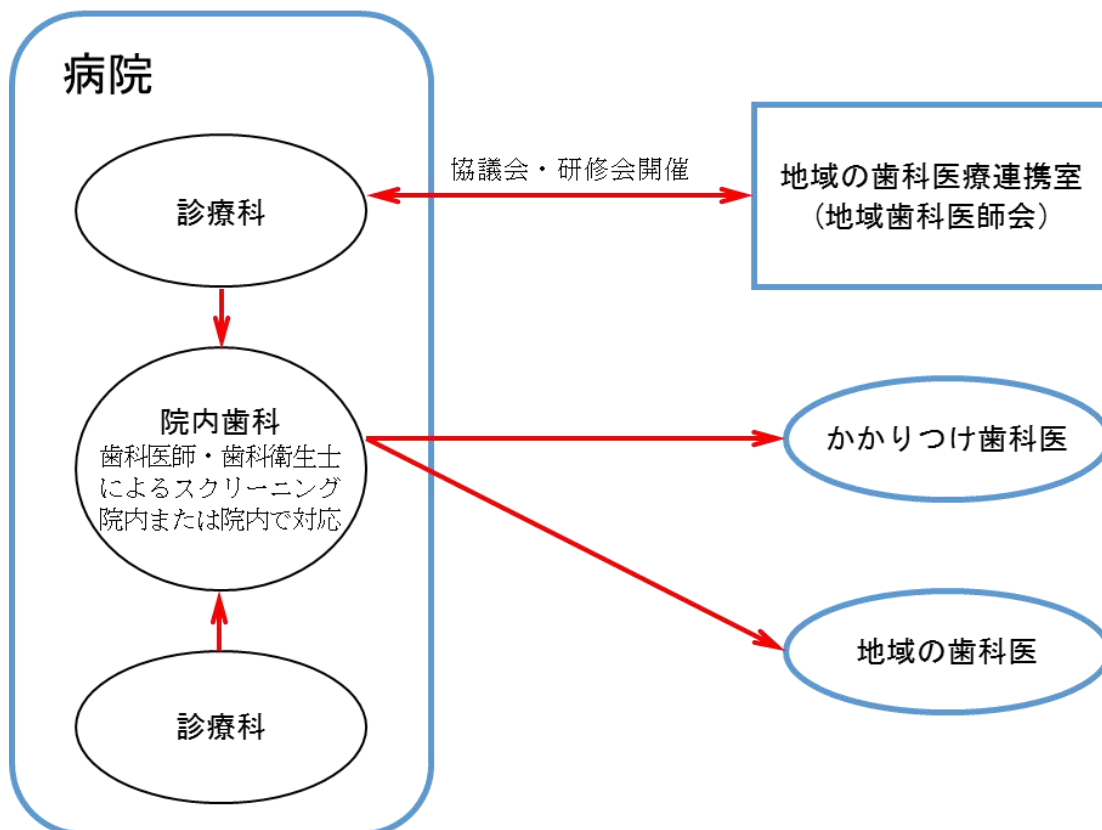 病院
診療科
協議会・研修会開催
地域の歯科医療連携室
(地域歯科医師会)
院内歯科
歯科医師・歯科衛生士
によるスクリーニング
院内または院内で対応
かかりつけ歯科医
地域の歯科医
診療科